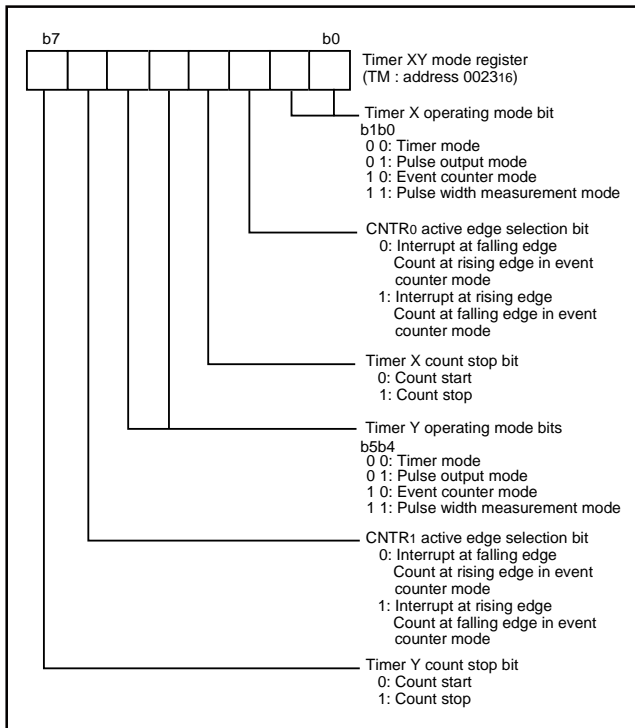 b7 b0
Timer XY mode register
(TM : address 002316)
Timer X operating mode bit
b1b0
0 0: Timer mode
0 1: Pulse output mode
1 0: Event counter mode
1 1: Pulse width measurement mode
CNTR0 active edge selection bit
0: Interrupt at falling edge
Count at rising edge in event
counter mode
1: Interrupt at rising edge
Count at falling edge in event
counter mode
Timer X count stop bit
0: Count start
1: Count stop
Timer Y operating mode bits
b5b4
0 0: Timer mode
0 1: Pulse output mode
1 0: Event counter mode
1 1: Pulse width measurement mode
CNTR1 active edge selection bit
0: Interrupt at falling edge
Count at rising edge in event
counter mode
1: Interrupt at rising edge
Count at falling edge in event
counter mode
Timer Y count stop bit
0: Count start
1: Count stop